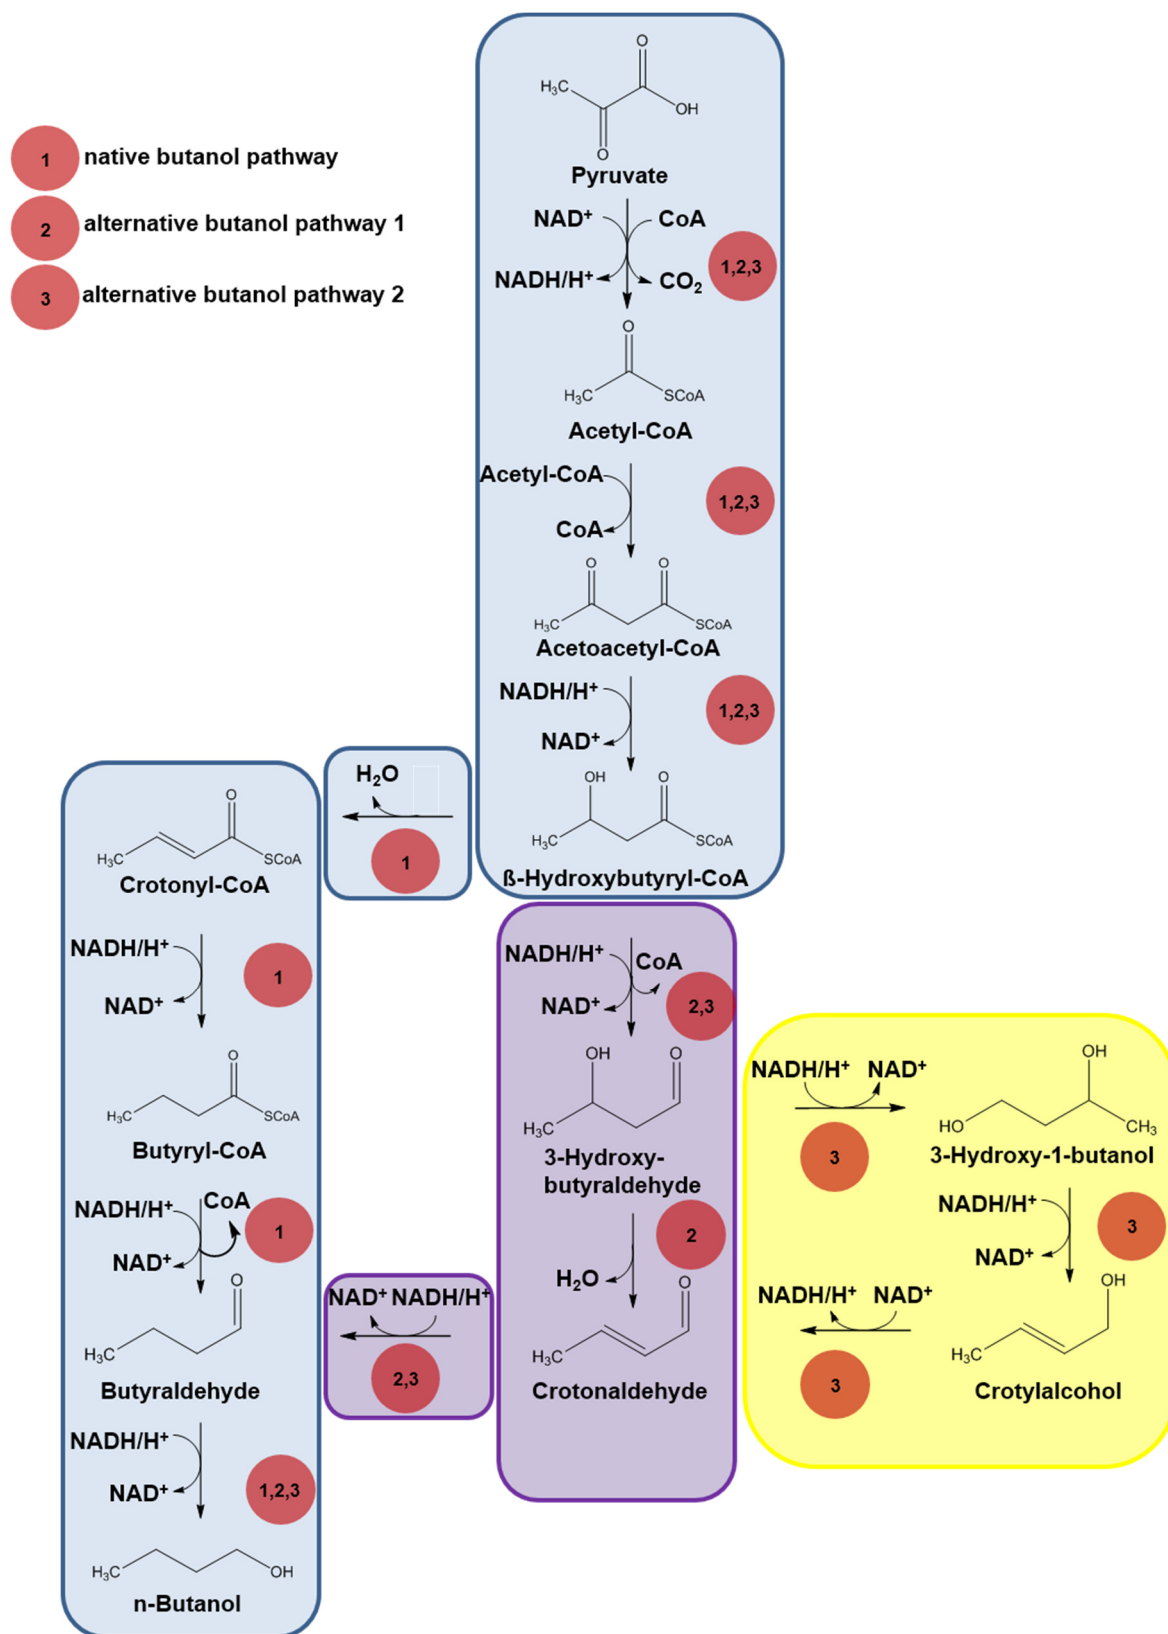 1 native butanol pathway
2 alternative butanol pathway 1
3 alternative butanol pathway 2
O
H₃C
OH
O
Pyruvate
NAD⁺ CoA
1,2,3
NADH/H⁺ CO₂
O
H₃C SCoA
Acetyl-CoA
Acetyl-CoA
1,2,3
CoA
O O
H₃C SCoA
Acetoacetyl-CoA
NADH/H⁺
1,2,3
NAD⁺
OH O
H₃C SCoA
ß-Hydroxybutyryl-CoA
H₂O
1
O
H₃C SCoA
Crotonyl-CoA
NADH/H⁺
1
NAD⁺
O
H₃C SCoA
Butyryl-CoA
CoA
NADH/H⁺
1
NAD⁺
O
H₃C
Butyraldehyde
NADH/H⁺
1,2,3
NAD⁺
H₃C OH
n-Butanol
NADH/H⁺ CoA
2,3
NAD⁺
OH O
H₃C
3-Hydroxy-
butyraldehyde
2
H₂O
O
H₃C
Crotonaldehyde
NAD⁺ NADH/H⁺
2,3
NADH/H⁺ NAD⁺
3
OH
HO CH₃
3-Hydroxy-1-butanol
NADH/H⁺
3
NAD⁺
OH
H₃C
Crotylalcohol
NADH/H⁺ NAD⁺
3